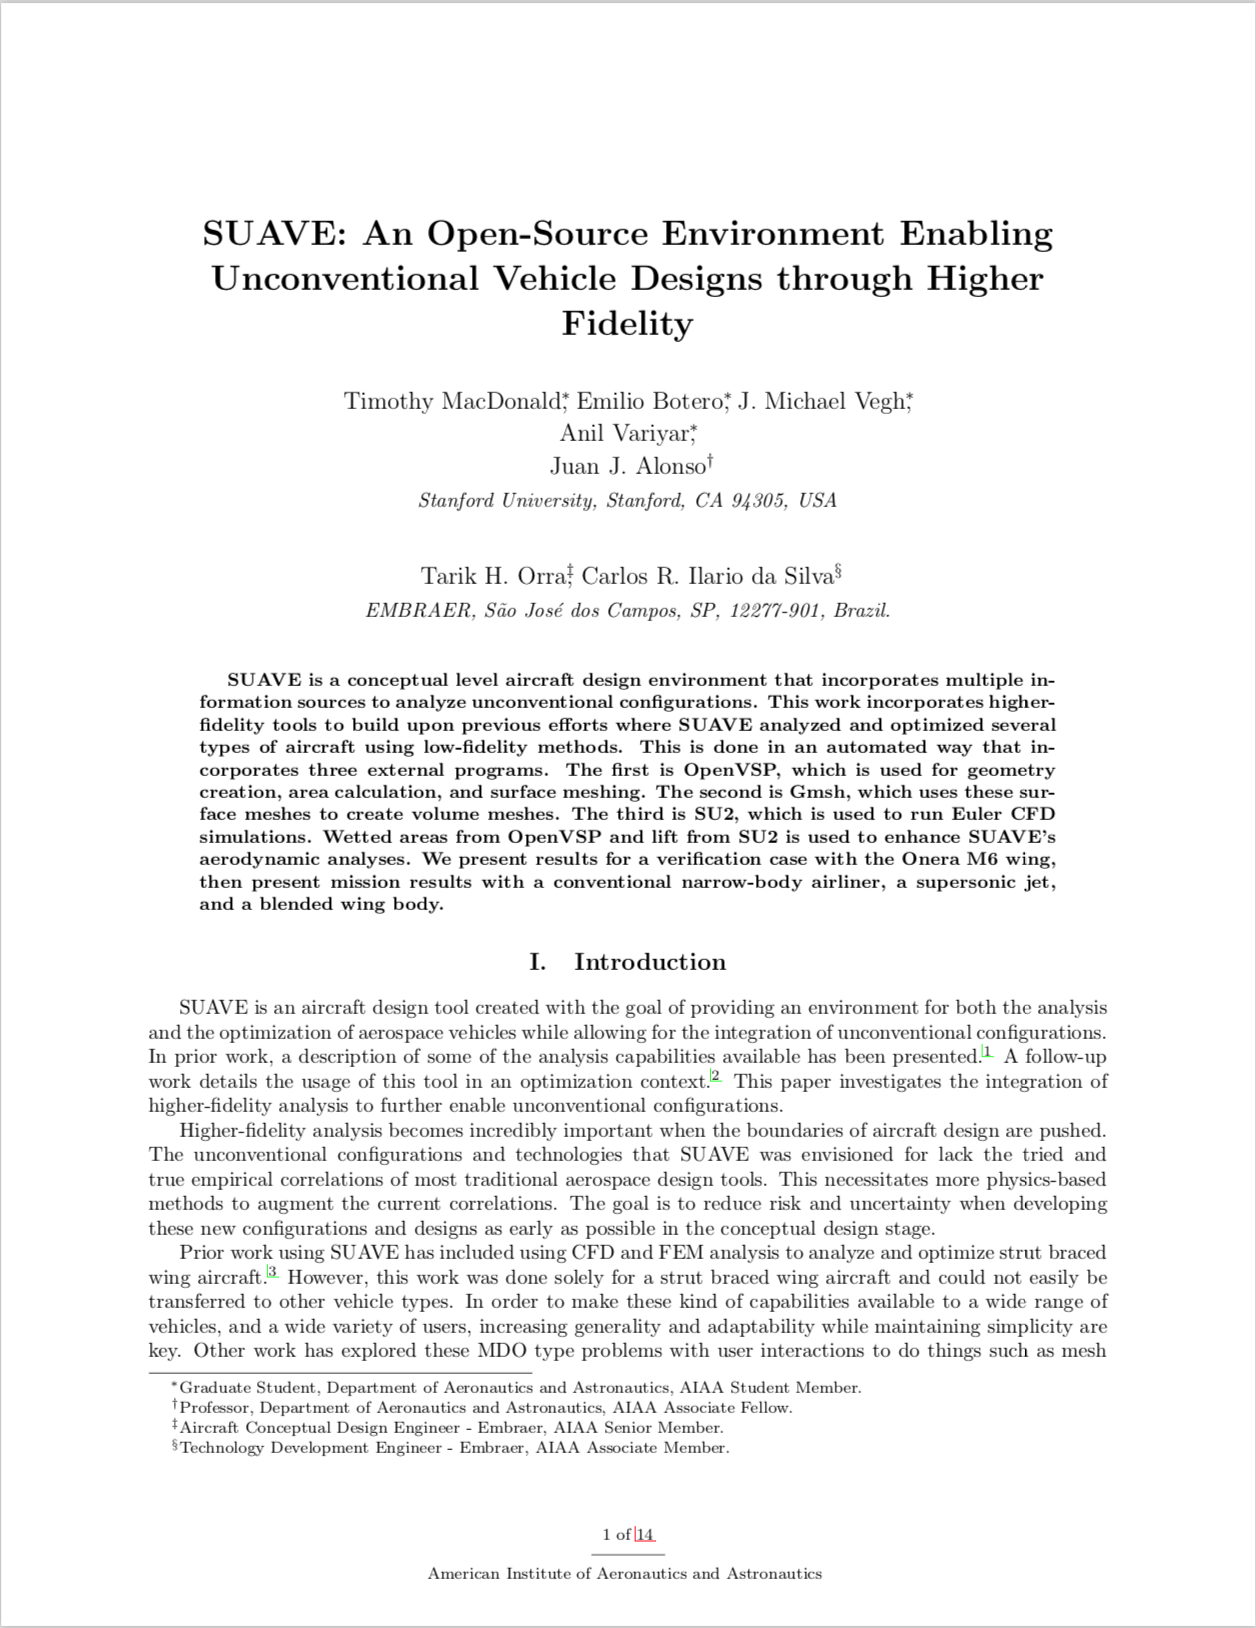 SUAVE: An Open-Source Environment Enabling
Unconventional Vehicle Designs through Higher
Fidelity
Timothy MacDonald,* Emilio Botero,* J. Michael Vegh,*
Anil Variyar,*
Juan J. Alonso†
Stanford University, Stanford, CA 94305, USA
Tarik H. Orra,‡ Carlos R. Ilario da Silva§
EMBRAER, São José dos Campos, SP, 12277-901, Brazil.
SUAVE is a conceptual level aircraft design environment that incorporates multiple in-
formation sources to analyze unconventional configurations. This work incorporates higher-
fidelity tools to build upon previous efforts where SUAVE analyzed and optimized several
types of aircraft using low-fidelity methods. This is done in an automated way that in-
corporates three external programs. The first is OpenVSP, which is used for geometry
creation, area calculation, and surface meshing. The second is Gmsh, which uses these sur-
face meshes to create volume meshes. The third is SU2, which is used to run Euler CFD
simulations. Wetted areas from OpenVSP and lift from SU2 is used to enhance SUAVE's
aerodynamic analyses. We present results for a verification case with the Onera M6 wing,
then present mission results with a conventional narrow-body airliner, a supersonic jet,
and a blended wing body.
I. Introduction
SUAVE is an aircraft design tool created with the goal of providing an environment for both the analysis
and the optimization of aerospace vehicles while allowing for the integration of unconventional configurations.
In prior work, a description of some of the analysis capabilities available has been presented.1 A follow-up
work details the usage of this tool in an optimization context.2 This paper investigates the integration of
higher-fidelity analysis to further enable unconventional configurations.
Higher-fidelity analysis becomes incredibly important when the boundaries of aircraft design are pushed.
The unconventional configurations and technologies that SUAVE was envisioned for lack the tried and
true empirical correlations of most traditional aerospace design tools. This necessitates more physics-based
methods to augment the current correlations. The goal is to reduce risk and uncertainty when developing
these new configurations and designs as early as possible in the conceptual design stage.
Prior work using SUAVE has included using CFD and FEM analysis to analyze and optimize strut braced
wing aircraft.3 However, this work was done solely for a strut braced wing aircraft and could not easily be
transferred to other vehicle types. In order to make these kind of capabilities available to a wide range of
vehicles, and a wide variety of users, increasing generality and adaptability while maintaining simplicity are
key. Other work has explored these MDO type problems with user interactions to do things such as mesh
*Graduate Student, Department of Aeronautics and Astronautics, AIAA Student Member.
†Professor, Department of Aeronautics and Astronautics, AIAA Associate Fellow.
‡Aircraft Conceptual Design Engineer - Embraer, AIAA Senior Member.
§Technology Development Engineer - Embraer, AIAA Associate Member.
1 of 14
American Institute of Aeronautics and Astronautics